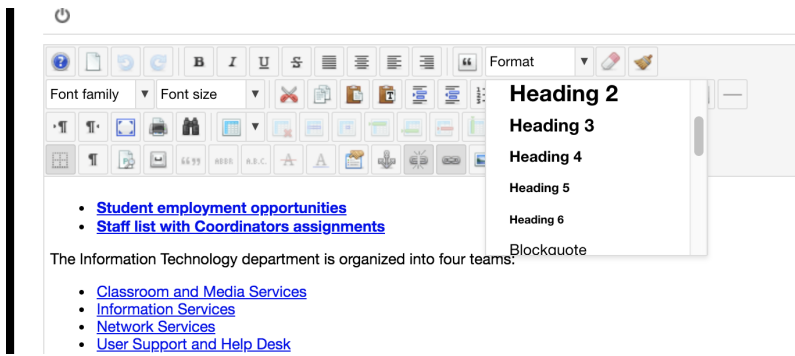 B I U S Format
Font family Font size
Heading 2
Heading 3
Heading 4
Heading 5
Heading 6
Blockquote
ABBR A.B.C. A A
Student employment opportunities
Staff list with Coordinators assignments
The Information Technology department is organized into four teams:
Classroom and Media Services
Information Services
Network Services
User Support and Help Desk